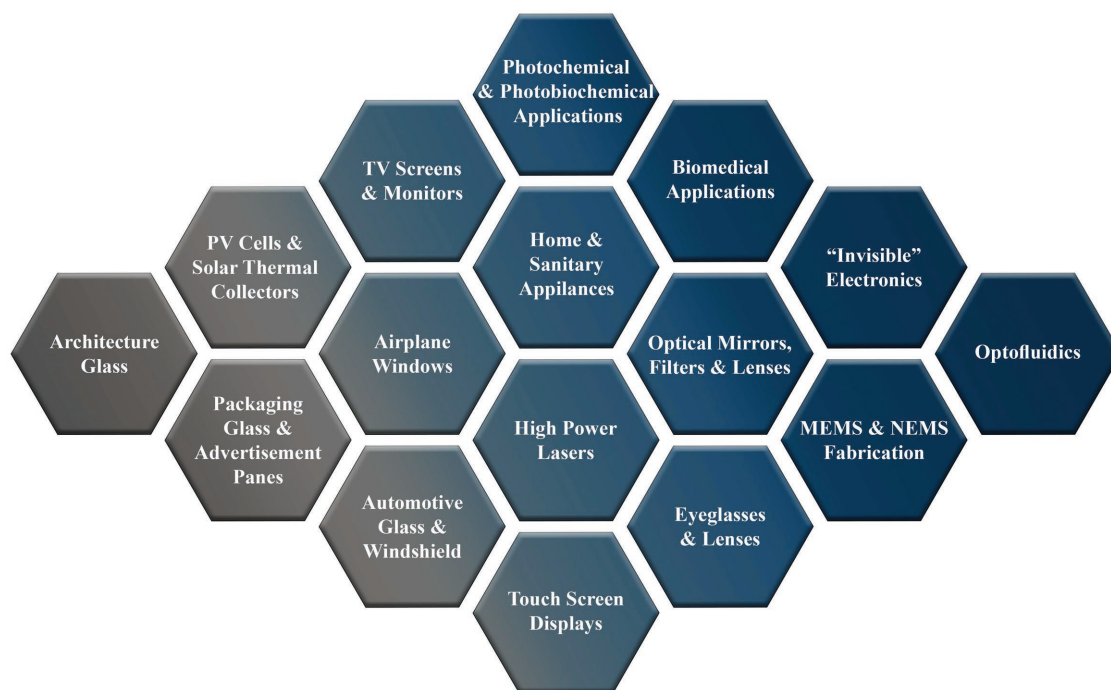 Photochemical
& Photobiochemical
Applications
TV Screens
& Monitors
Biomedical
Applications
PV Cells &
Solar Thermal
Collectors
Home &
Sanitary
Appilances
“Invisible”
Electronics
Architecture
Glass
Airplane
Windows
Optical Mirrors,
Filters & Lenses
Optofluidics
Packaging
Glass &
Advertisement
Panes
High Power
Lasers
MEMS & NEMS
Fabrication
Automotive
Glass &
Windshield
Eyeglasses
& Lenses
Touch Screen
Displays